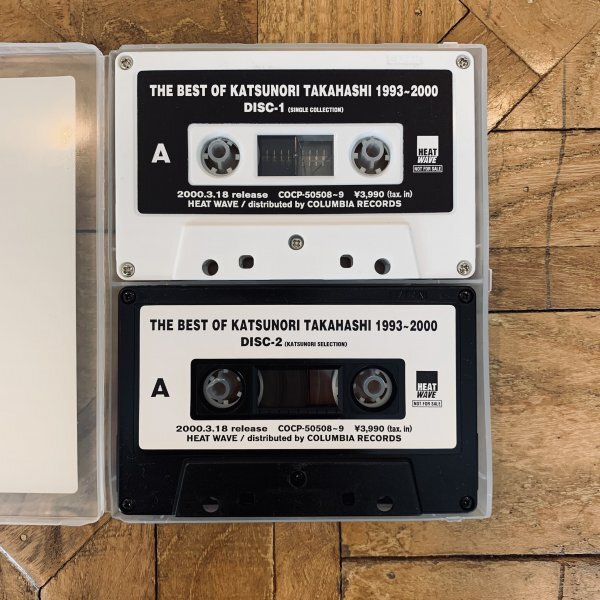 THE BEST OF KATSUNORI TAKAHASHI 1993~2000
DISC-1 (SINGLE COLLECTION)
A
HEAT
WAVE
NOT FOR SALE
2000.3.18 release COCP-50508~9 ¥3,990 (tax. in)
HEAT WAVE / distributed by COLUMBIA RECORDS
THE BEST OF KATSUNORI TAKAHASHI 1993~2000
DISC-2 (KATSUNORI SELECTION)
A
HEAT
WAVE
NOT FOR SALE
2000.3.18 release COCP-50508~9 ¥3,990 (tax. in)
HEAT WAVE / distributed by COLUMBIA RECORDS